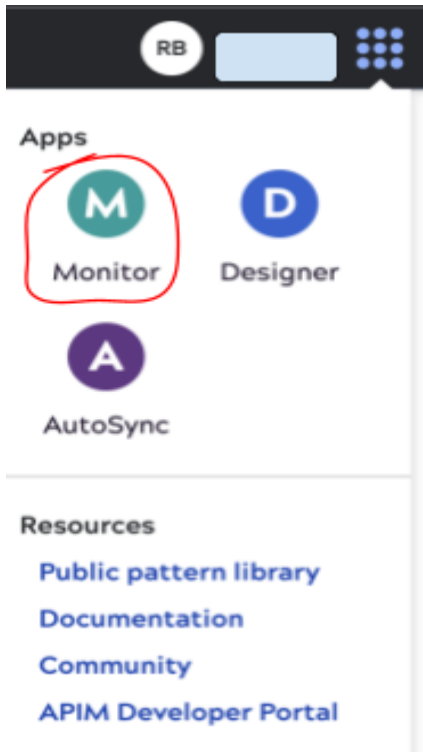 RB
Apps
M D
Monitor Designer
A
AutoSync
Resources
Public pattern library
Documentation
Community
APIM Developer Portal